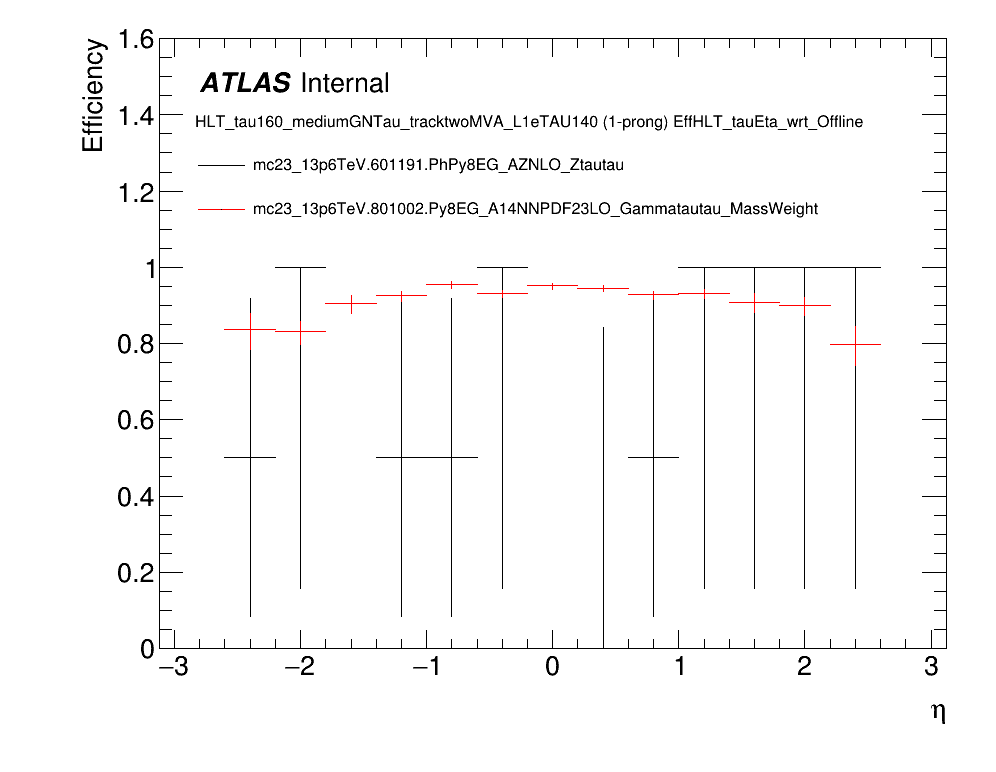 Efficiency
1.6
1.4
1.2
1
0.8
0.6
0.4
0.2
0
ATLAS Internal
HLT_tau160_mediumGNTau_tracktwoMVA_L1eTAU140 (1-prong) EffHLT_tauEta_wrt_Offline
mc23_13p6TeV.601191.PhPy8EG_AZNLO_Ztautau
mc23_13p6TeV.801002.Py8EG_A14NNPDF23LO_Gammatautau_MassWeight
−3 −2 −1 0 1 2 3
η